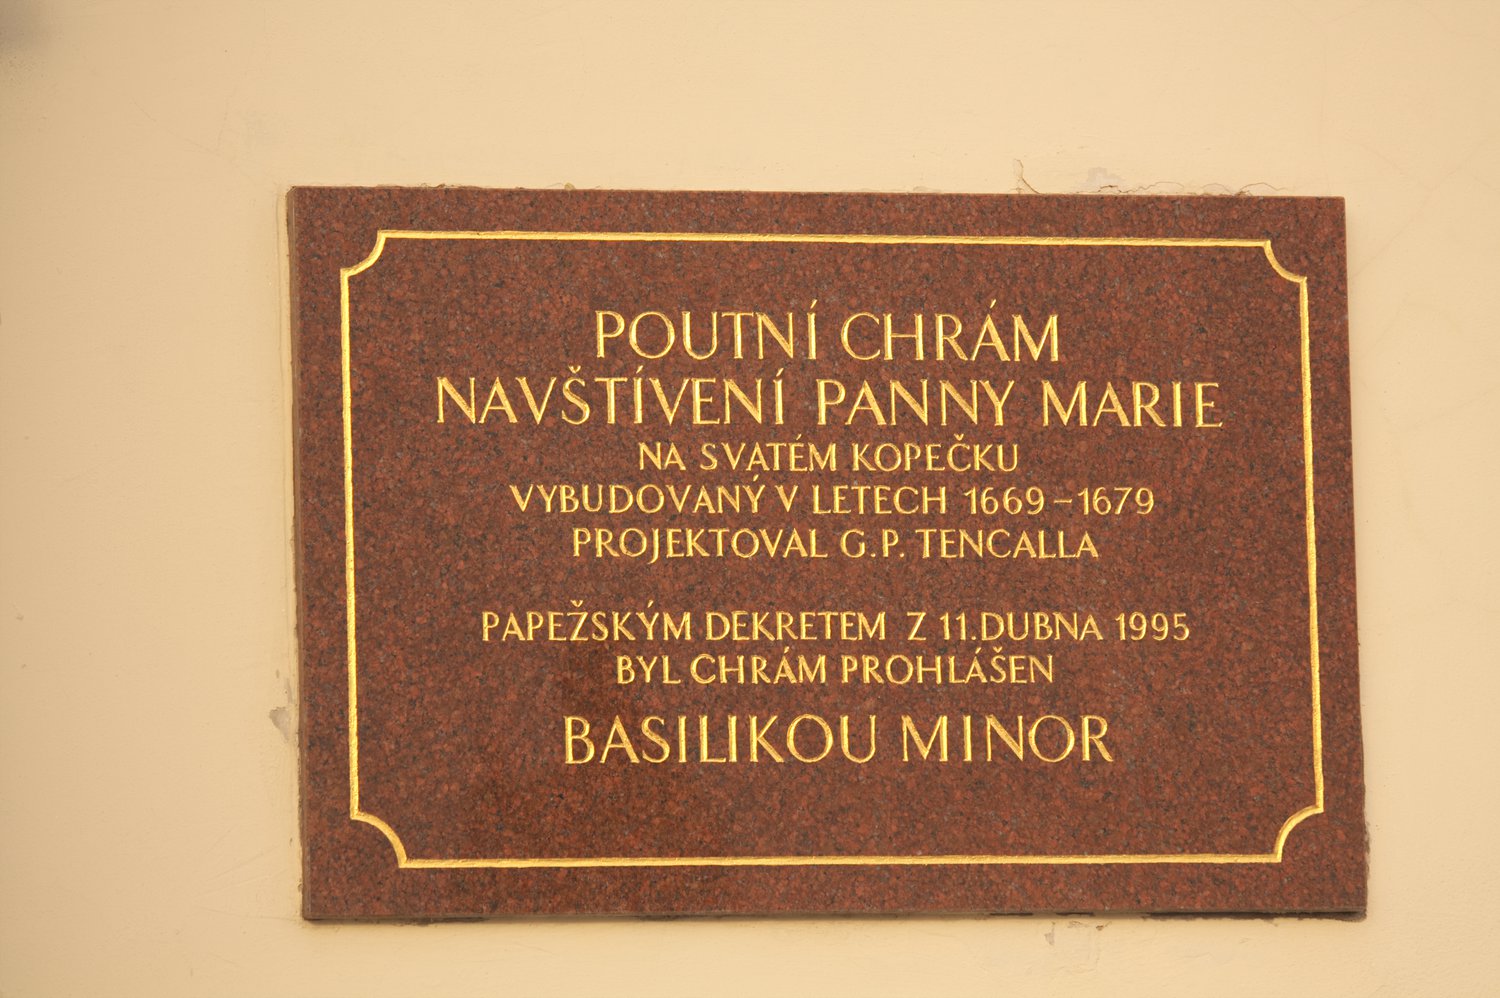 POUTNÍ CHRÁM
NAVŠTÍVENÍ PANNY MARIE
NA SVATÉM KOPEČKU
VYBUDOVANÝ V LETECH 1669-1679
PROJEKTOVAL G.P. TENCALLA
PAPEŽSKÝM DEKRETEM Z 11.DUBNA 1995
BYL CHRÁM PROHLÁŠEN
BASILIKOU MINOR